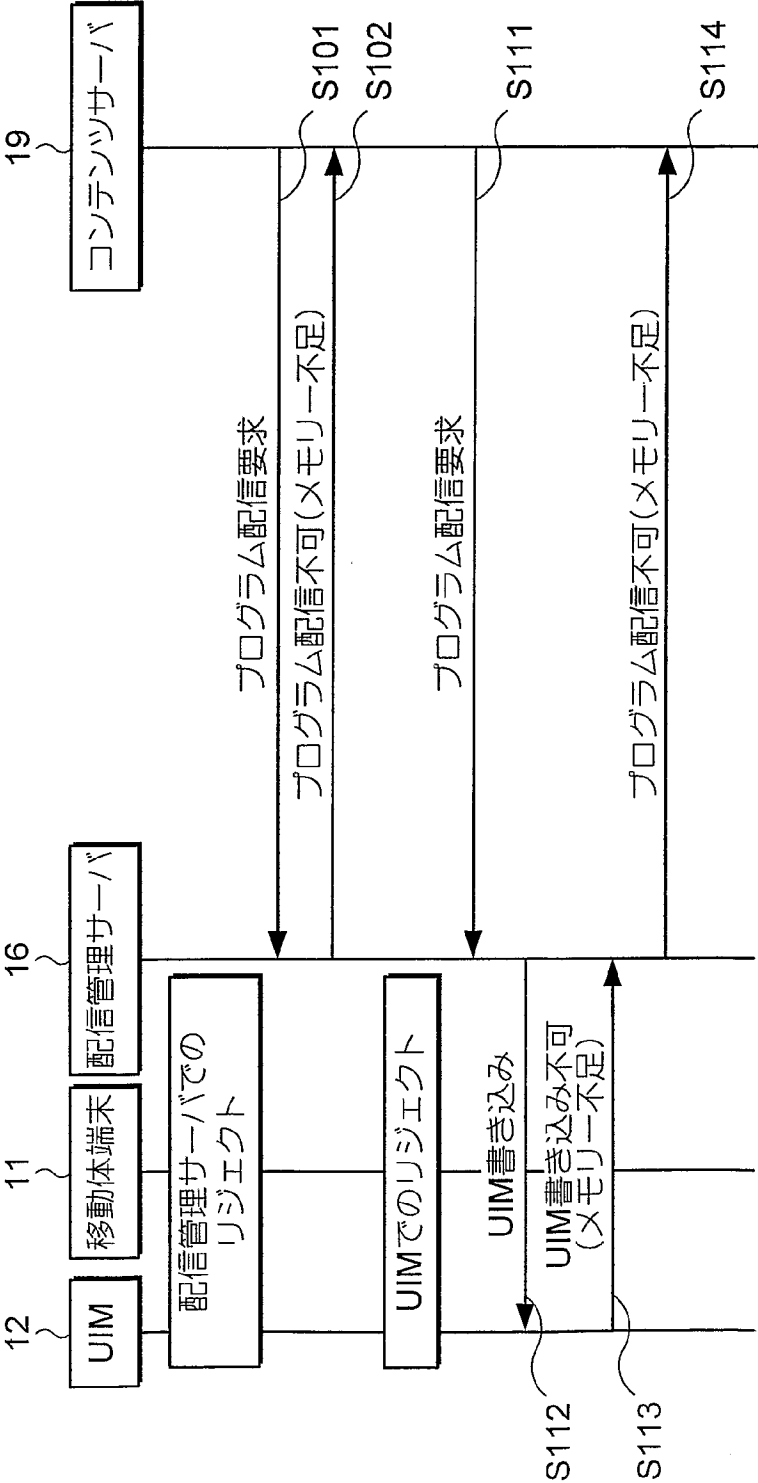 12
11
16
19
UIM
移動体端末
配信管理サーバ
コンテンツサーバ
配信管理サーバでの
リジェクト
プログラム配信要求
S101
プログラム配信不可(メモリー不足)
S102
UIMでのリジェクト
プログラム配信要求
S111
UIM書き込み
S112
UIM書き込み不可
(メモリー不足)
S113
プログラム配信不可(メモリー不足)
S114